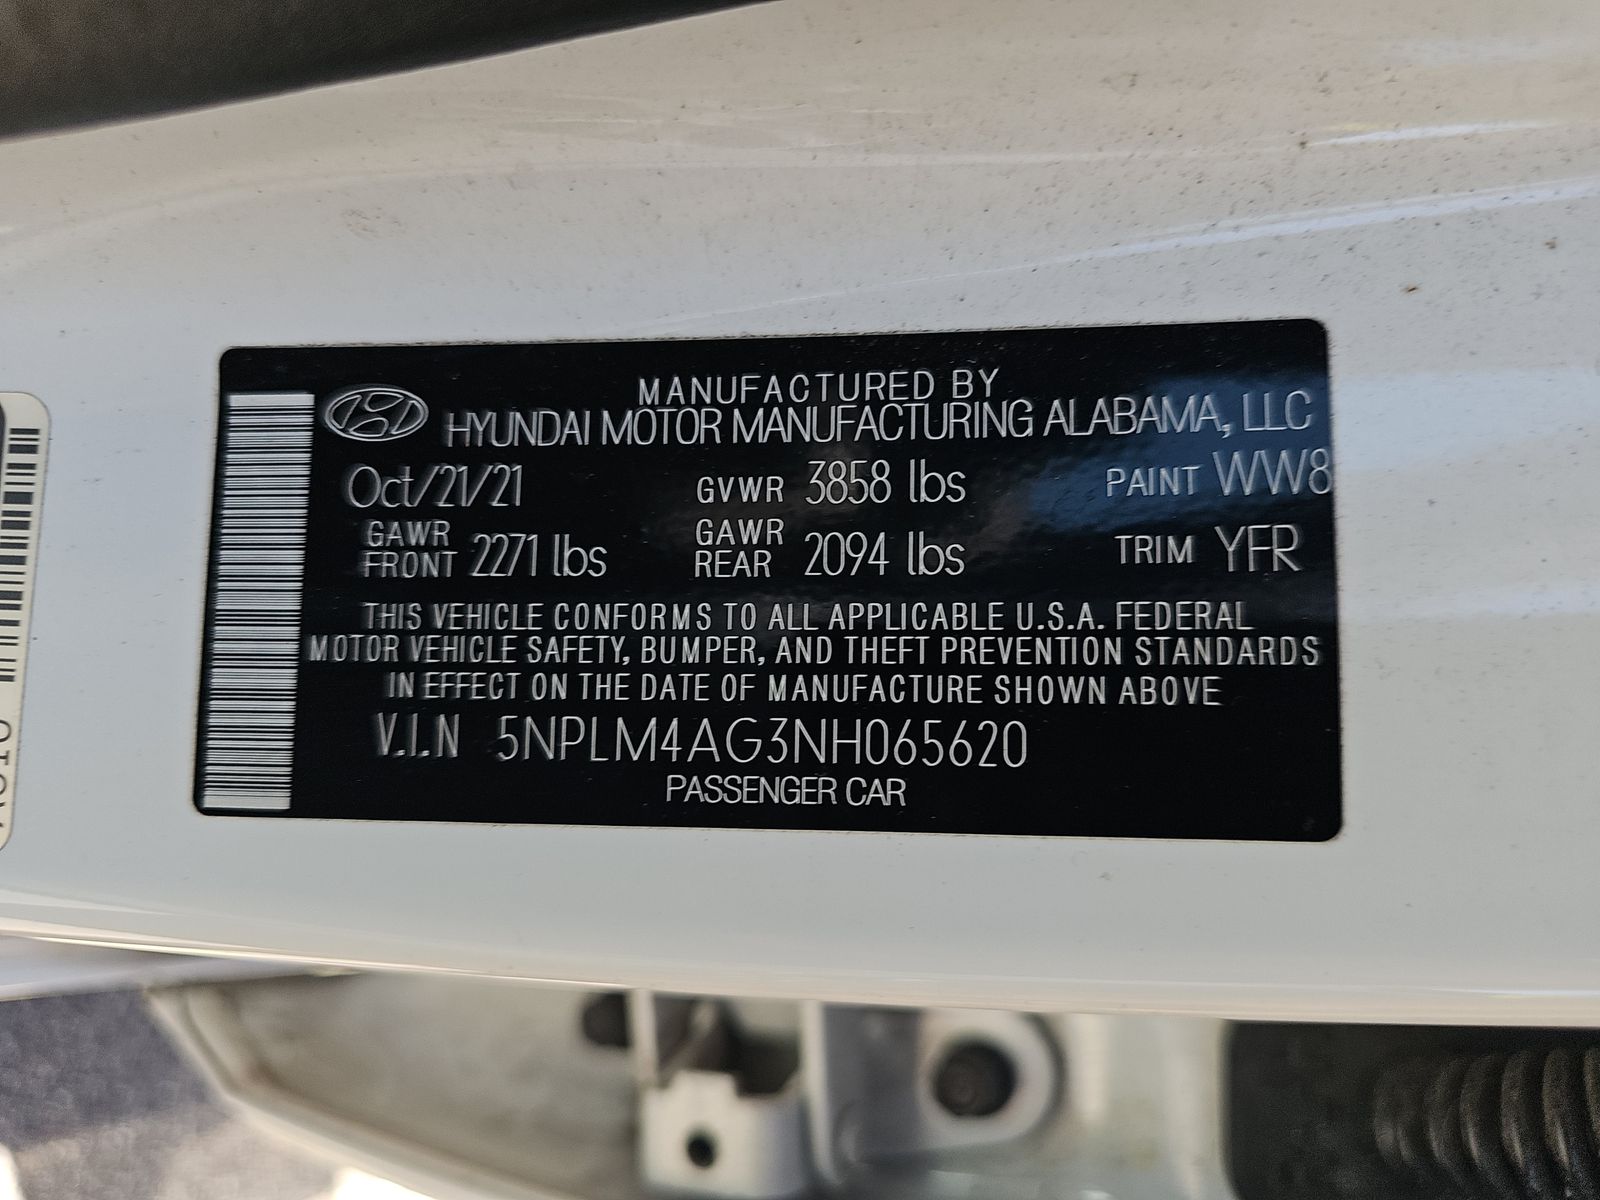 MANUFACTURED BY
HYUNDAI MOTOR MANUFACTURING ALABAMA, LLC
Oct/21/21 GVWR 3858 lbs PAINT WW8
GAWR FRONT 2271 lbs GAWR REAR 2094 lbs TRIM YFR
THIS VEHICLE CONFORMS TO ALL APPLICABLE U.S.A. FEDERAL
MOTOR VEHICLE SAFETY, BUMPER, AND THEFT PREVENTION STANDARDS
IN EFFECT ON THE DATE OF MANUFACTURE SHOWN ABOVE
V.I.N 5NPLM4AG3NH065620
PASSENGER CAR